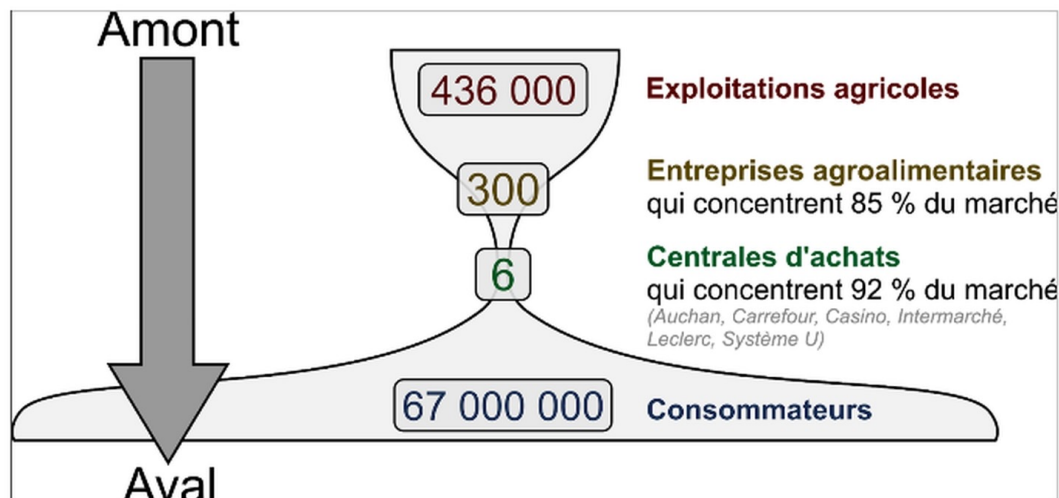 Amont
436 000
Exploitations agricoles
300
Entreprises agroalimentaires
qui concentrent 85 % du marché
6
Centrales d'achats
qui concentrent 92 % du marché
(Auchan, Carrefour, Casino, Intermarché,
Leclerc, Système U)
67 000 000
Consommateurs
Aval